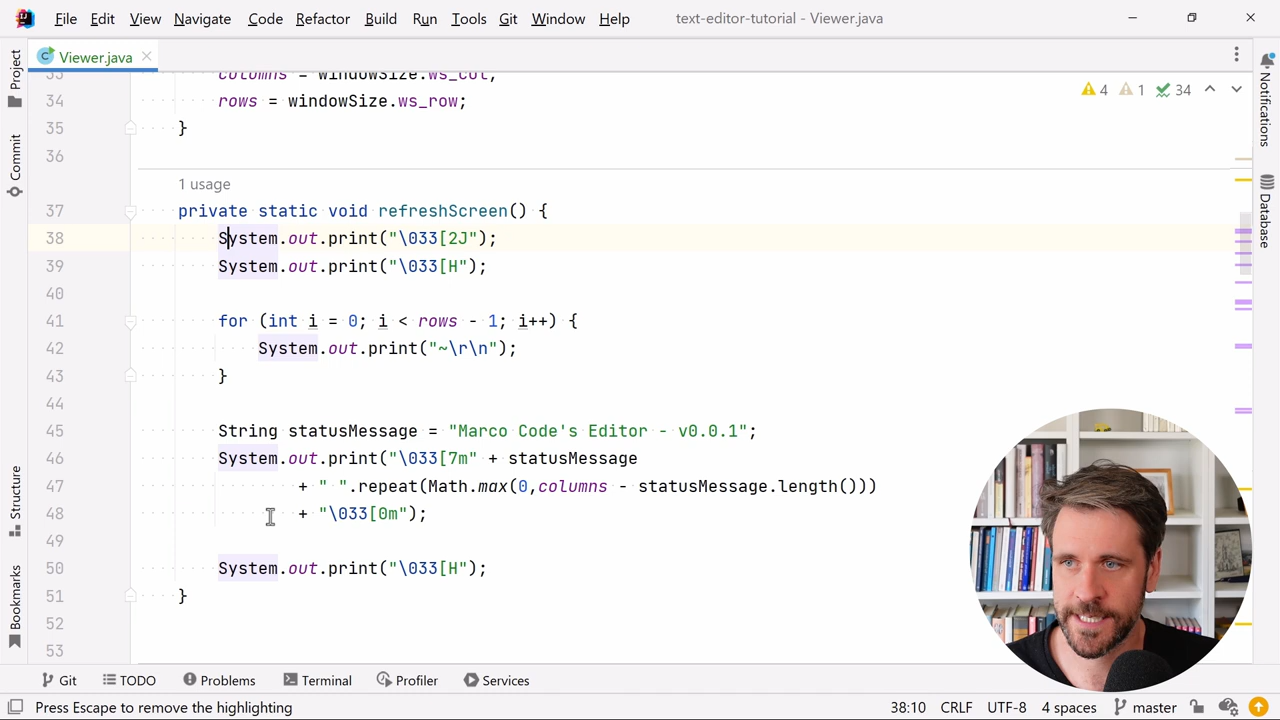 File Edit View Navigate Code Refactor Build Run Tools Git Window Help text-editor-tutorial - Viewer.java
Viewer.java
Project
Commit
Structure
Bookmarks
Notifications
Database
4 1 34
33 columns = windowSize.ws_col;
34 rows = windowSize.ws_row;
35 }
36
1 usage
37 private static void refreshScreen() {
38 System.out.print("\033[2J");
39 System.out.print("\033[H");
40
41 for (int i = 0; i < rows - 1; i++) {
42 System.out.print("~\r\n");
43 }
44
45 String statusMessage = "Marco Code's Editor - v0.0.1";
46 System.out.print("\033[7m" + statusMessage
47 + " ".repeat(Math.max(0,columns - statusMessage.length()))
48 + "\033[0m");
49
50 System.out.print("\033[H");
51 }
52
53
Git TODO Problems Terminal Profiler Services
Press Escape to remove the highlighting 38:10 CRLF UTF-8 4 spaces master